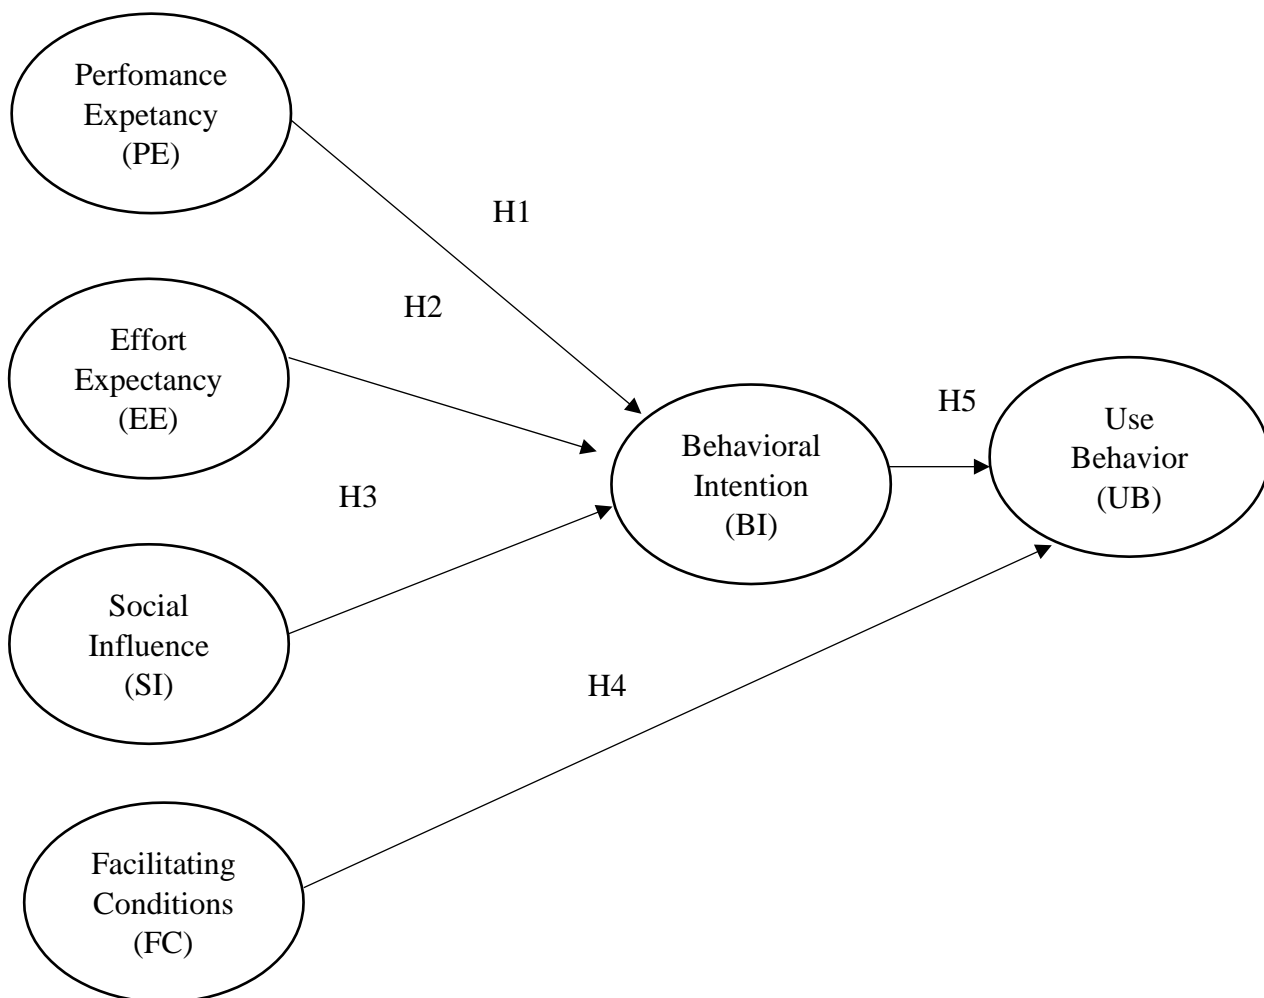 Perfomance
Expetancy
(PE)
H1
H2
Effort
Expectancy
(EE)
H3
Social
Influence
(SI)
Behavioral
Intention
(BI)
H5
Use
Behavior
(UB)
H4
Facilitating
Conditions
(FC)